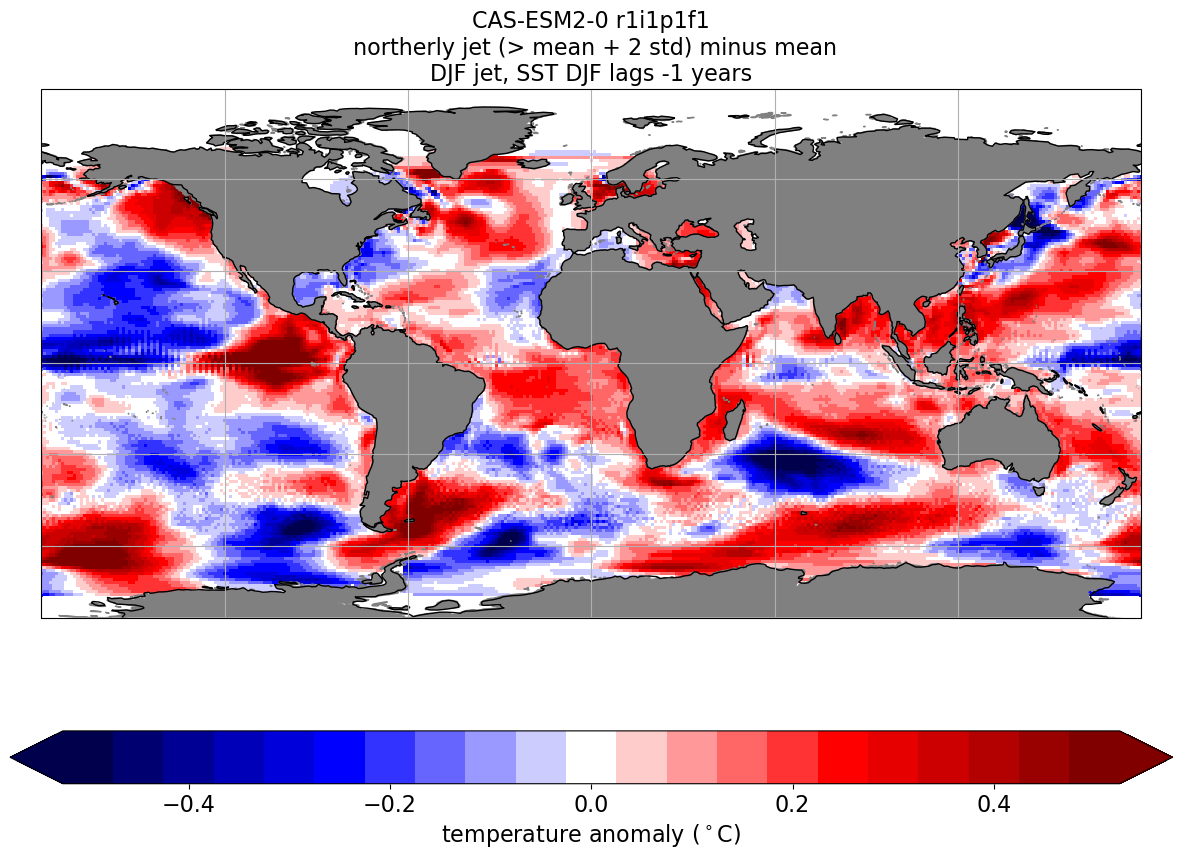 CAS-ESM2-0 r1i1p1f1
northerly jet (> mean + 2 std) minus mean
DJF jet, SST DJF lags -1 years
−0.4 −0.2 0.0 0.2 0.4
temperature anomaly (°C)